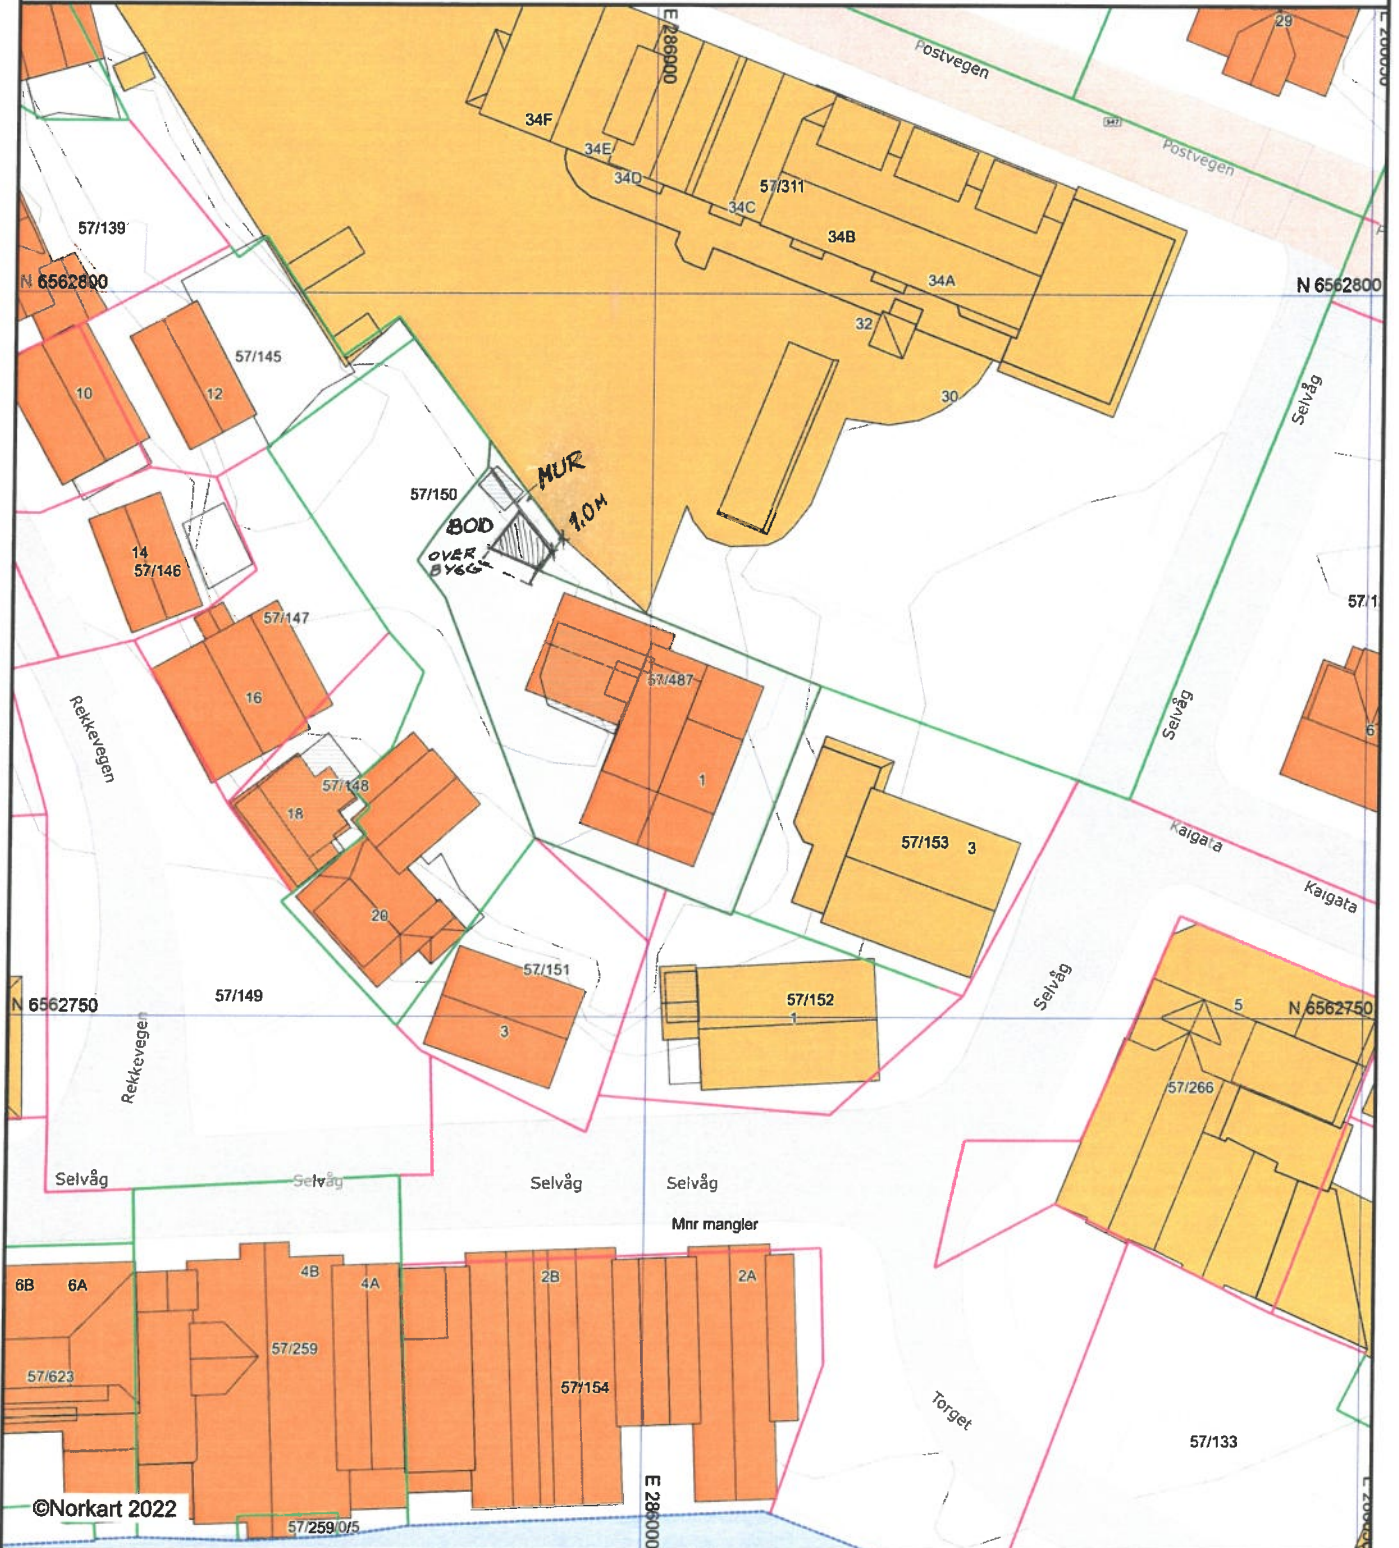 29
Postvegen
E 286000
547
Postvegen
34F
34E
34D
57/311
34C
34B
34A
57/139
N 6562800
N 6562800
32
57/145
30
10
12
Selvåg
MUR
57/150
1.0 M
BOD
OVER
BYGG
14
57/146
57/147
57/487
16
Rekkevegen
Selvåg
6
57/148
18
1
Kaigata
57/153 3
Kaigata
20
57/151
Selvåg
57/149
57/152
1
N 6562750
N 6562750
3
5
Rekkevegen
57/266
Selvåg
Selvåg
Selvåg
Selvåg
Mnr mangler
6B 6A
4B
4A
2B
2A
57/259
57/623
57/154
Torget
57/133
©Norkart 2022
E 286000
57/259/0/5